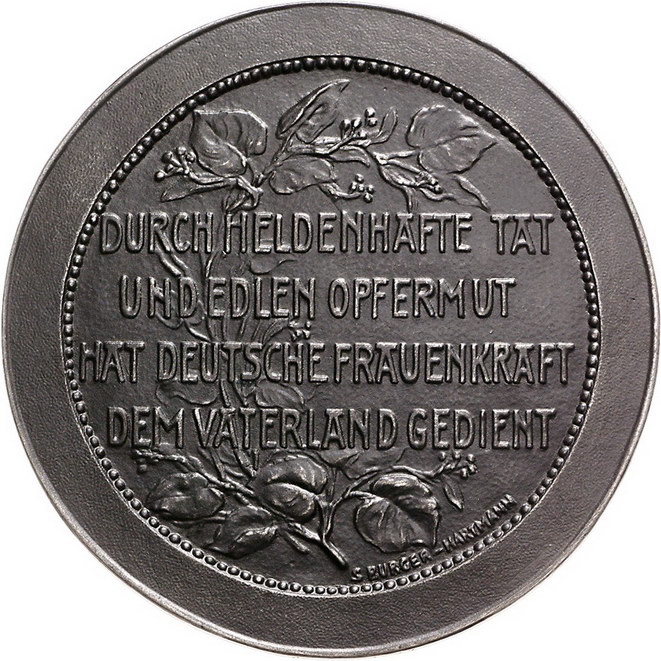 DURCH HELDENHAFTE TAT
UND EDLEN OPFERMUT
HAT DEUTSCHE FRAUENKRAFT
DEM VATERLAND GEDIENT
S BURGER-HARTMANN